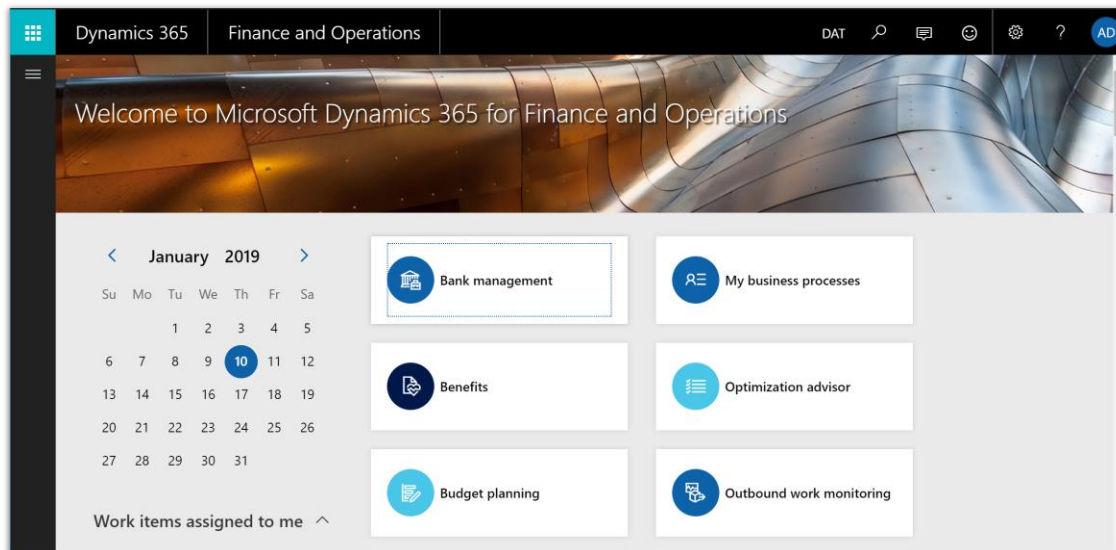 Dynamics 365 Finance and Operations DAT ? AD
Welcome to Microsoft Dynamics 365 for Finance and Operations
January 2019
Su Mo Tu We Th Fr Sa
1 2 3 4 5
6 7 8 9 10 11 12
13 14 15 16 17 18 19
20 21 22 23 24 25 26
27 28 29 30 31
Work items assigned to me
Bank management
My business processes
Benefits
Optimization advisor
Budget planning
Outbound work monitoring